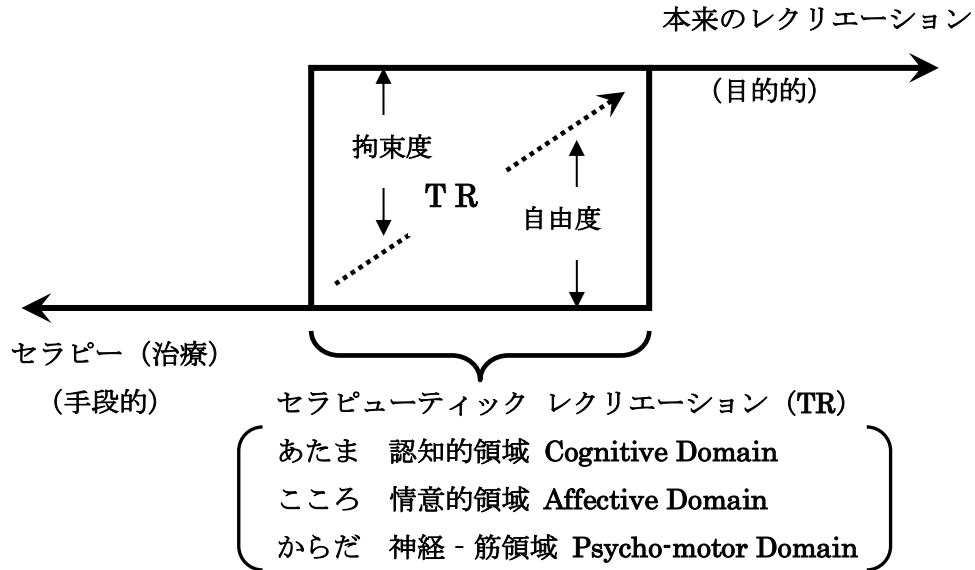 本来のレクリエーション
(目的的)
拘束度
TR
自由度
セラピー(治療)
(手段的)
セラピューティック レクリエーション(TR)
あたま 認知的領域 Cognitive Domain
こころ 情意的領域 Affective Domain
からだ 神経‐筋領域 Psycho-motor Domain